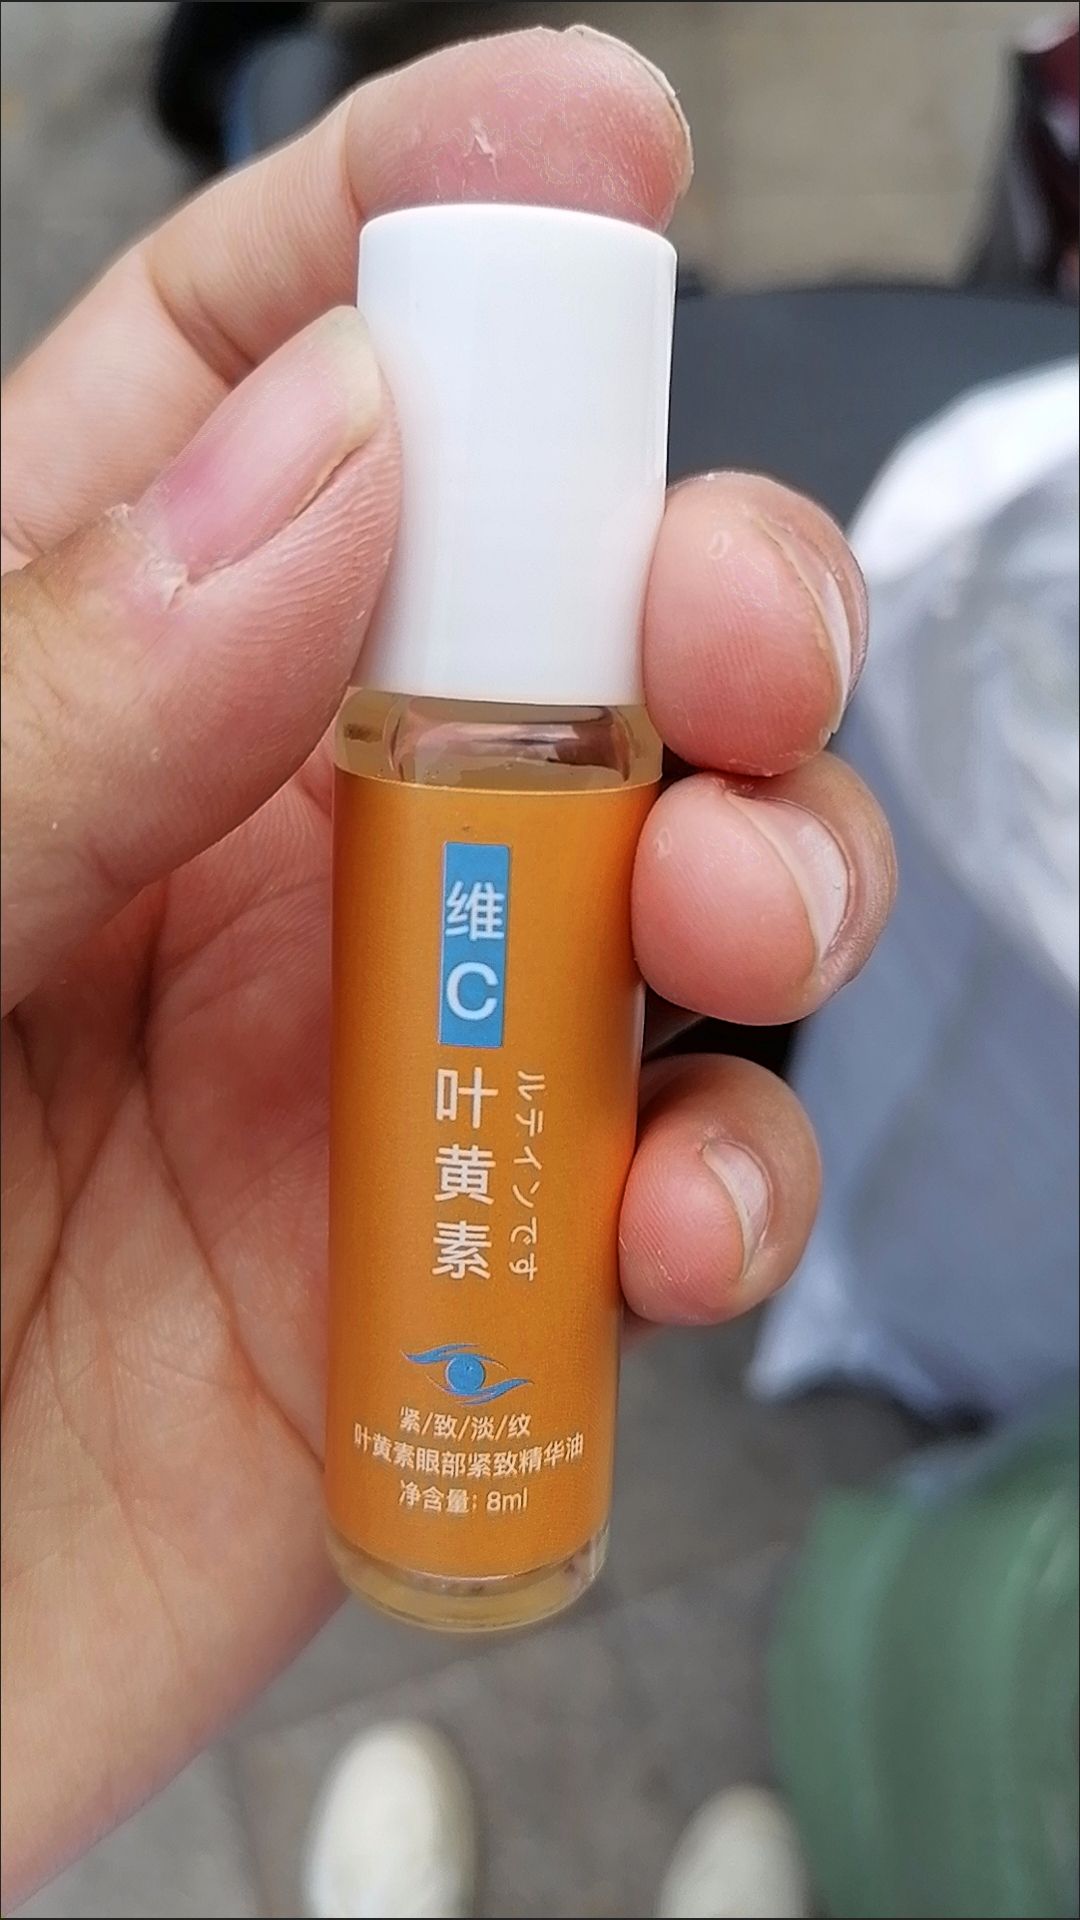 维C
叶黄素
ルテインです
紧/致/淡/纹
叶黄素眼部紧致精华油
净含量: 8ml